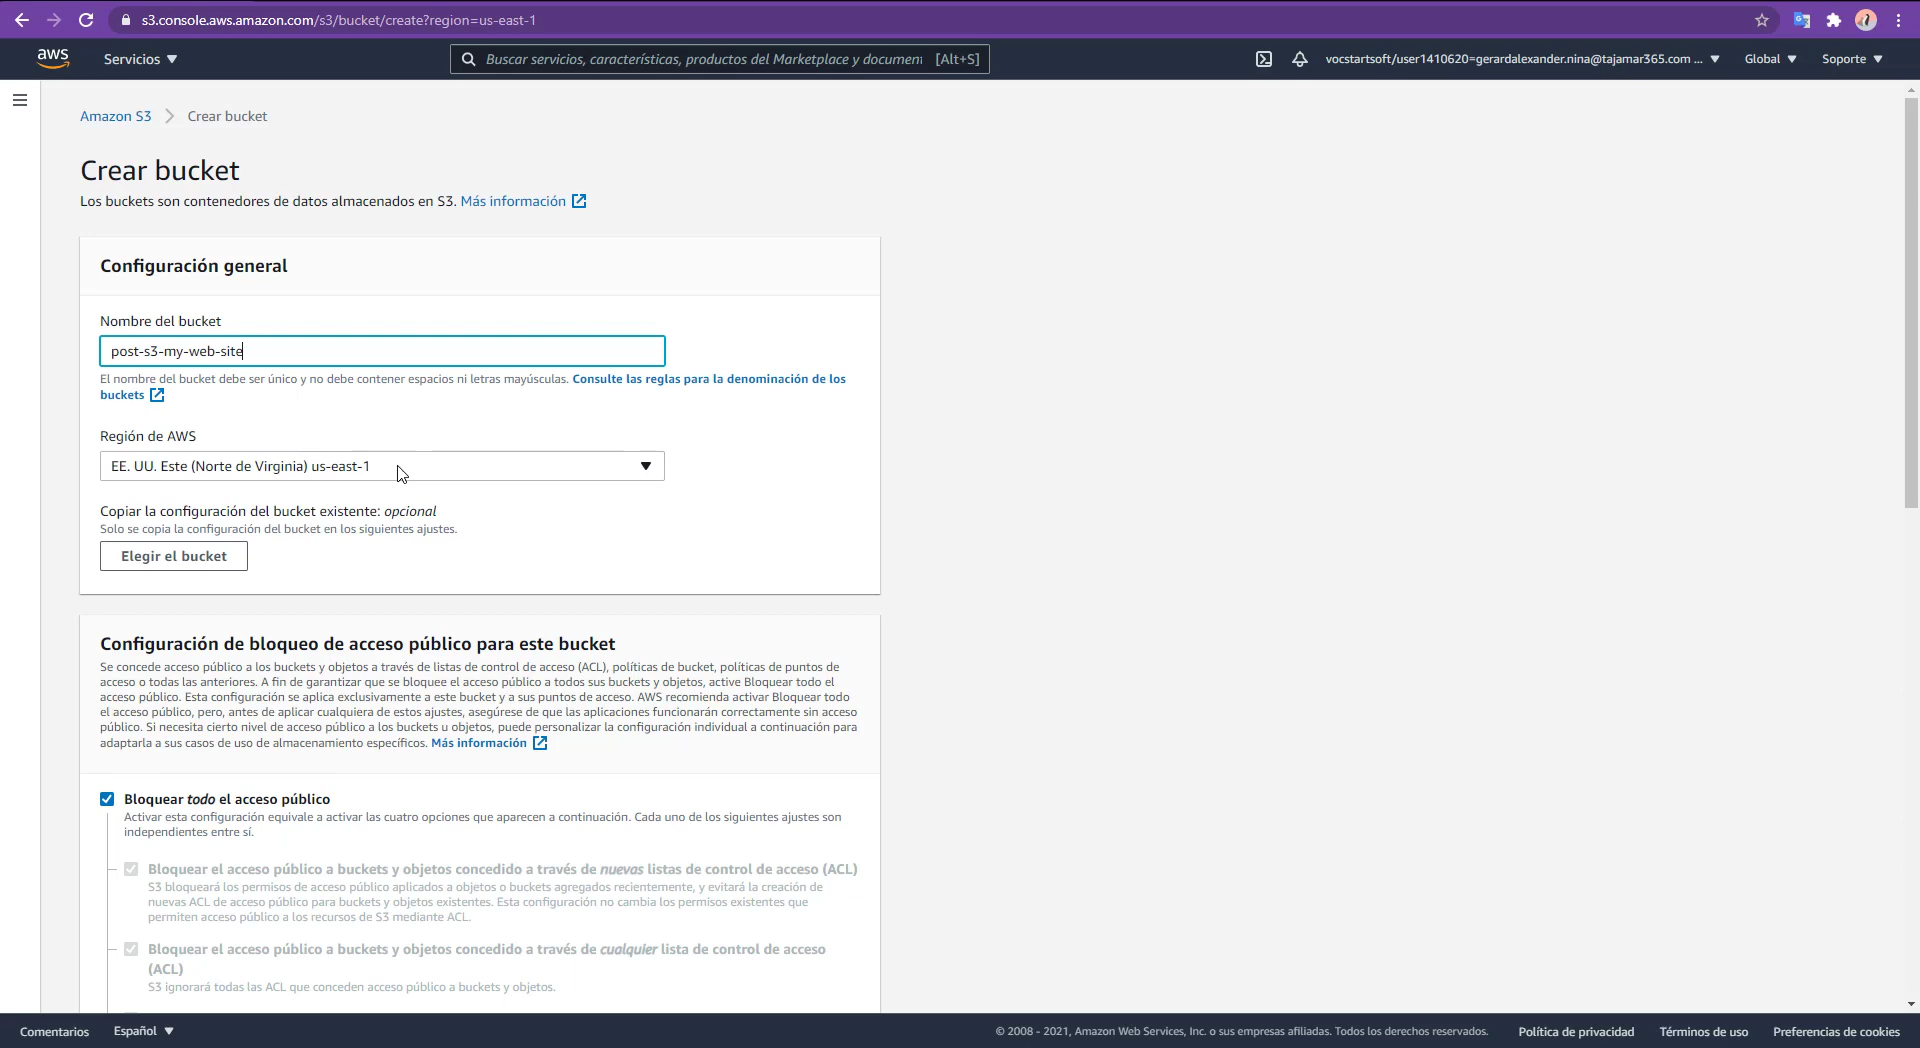 s3.console.aws.amazon.com/s3/bucket/create?region=us-east-1
aws
Servicios
Buscar servicios, características, productos del Marketplace y document
[Alt+S]
vocstartsoft/user1410620=gerardalexander.nina@tajamar365.com ...
Global
Soporte
Amazon S3
Crear bucket
Crear bucket
Los buckets son contenedores de datos almacenados en S3. Más información
Configuración general
Nombre del bucket
post-s3-my-web-site
El nombre del bucket debe ser único y no debe contener espacios ni letras mayúsculas. Consulte las reglas para la denominación de los
buckets
Región de AWS
EE. UU. Este (Norte de Virginia) us-east-1
Copiar la configuración del bucket existente: opcional
Solo se copia la configuración del bucket en los siguientes ajustes.
Elegir el bucket
Configuración de bloqueo de acceso público para este bucket
Se concede acceso público a los buckets y objetos a través de listas de control de acceso (ACL), políticas de bucket, políticas de puntos de
acceso o todas las anteriores. A fin de garantizar que se bloquee el acceso público a todos sus buckets y objetos, active Bloquear todo el
acceso público. Esta configuración se aplica exclusivamente a este bucket y a sus puntos de acceso. AWS recomienda activar Bloquear todo
el acceso público, pero, antes de aplicar cualquiera de estos ajustes, asegúrese de que las aplicaciones funcionarán correctamente sin acceso
público. Si necesita cierto nivel de acceso público a los buckets u objetos, puede personalizar la configuración individual a continuación para
adaptarla a sus casos de uso de almacenamiento específicos. Más información
Bloquear todo el acceso público
Activar esta configuración equivale a activar las cuatro opciones que aparecen a continuación. Cada uno de los siguientes ajustes son
independientes entre sí.
Bloquear el acceso público a buckets y objetos concedido a través de nuevas listas de control de acceso (ACL)
S3 bloqueará los permisos de acceso público aplicados a objetos o buckets agregados recientemente, y evitará la creación de
nuevas ACL de acceso público para buckets y objetos existentes. Esta configuración no cambia los permisos existentes que
permiten acceso público a los recursos de S3 mediante ACL.
Bloquear el acceso público a buckets y objetos concedido a través de cualquier lista de control de acceso
(ACL)
S3 ignorará todas las ACL que conceden acceso público a buckets y objetos.
Comentarios
Español
© 2008 - 2021, Amazon Web Services, Inc. o sus empresas afiliadas. Todos los derechos reservados.
Política de privacidad
Términos de uso
Preferencias de cookies